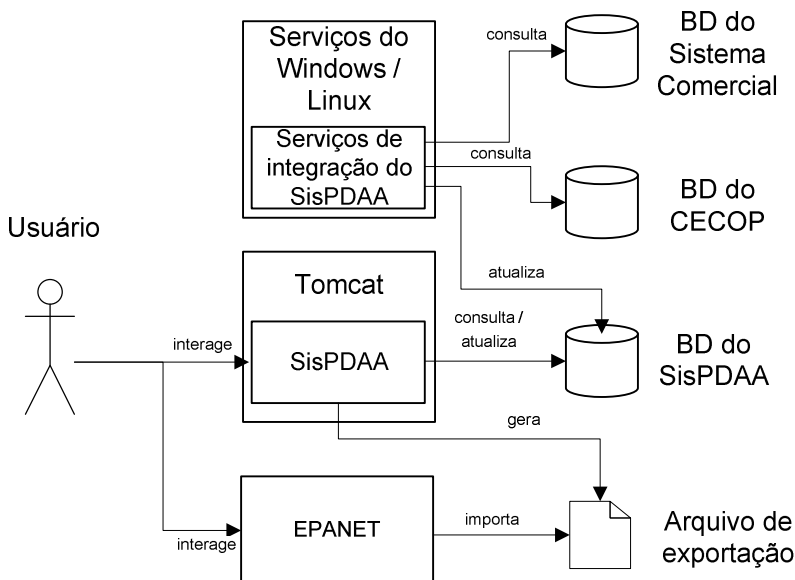 Serviços do
Windows /
Linux
Serviços de
integração do
SisPDAA
consulta
BD do
Sistema
Comercial
consulta
BD do
CECOP
Usuário
atualiza
Tomcat
consulta /
atualiza
interage
SisPDAA
BD do
SisPDAA
gera
EPANET
interage
importa
Arquivo de
exportação